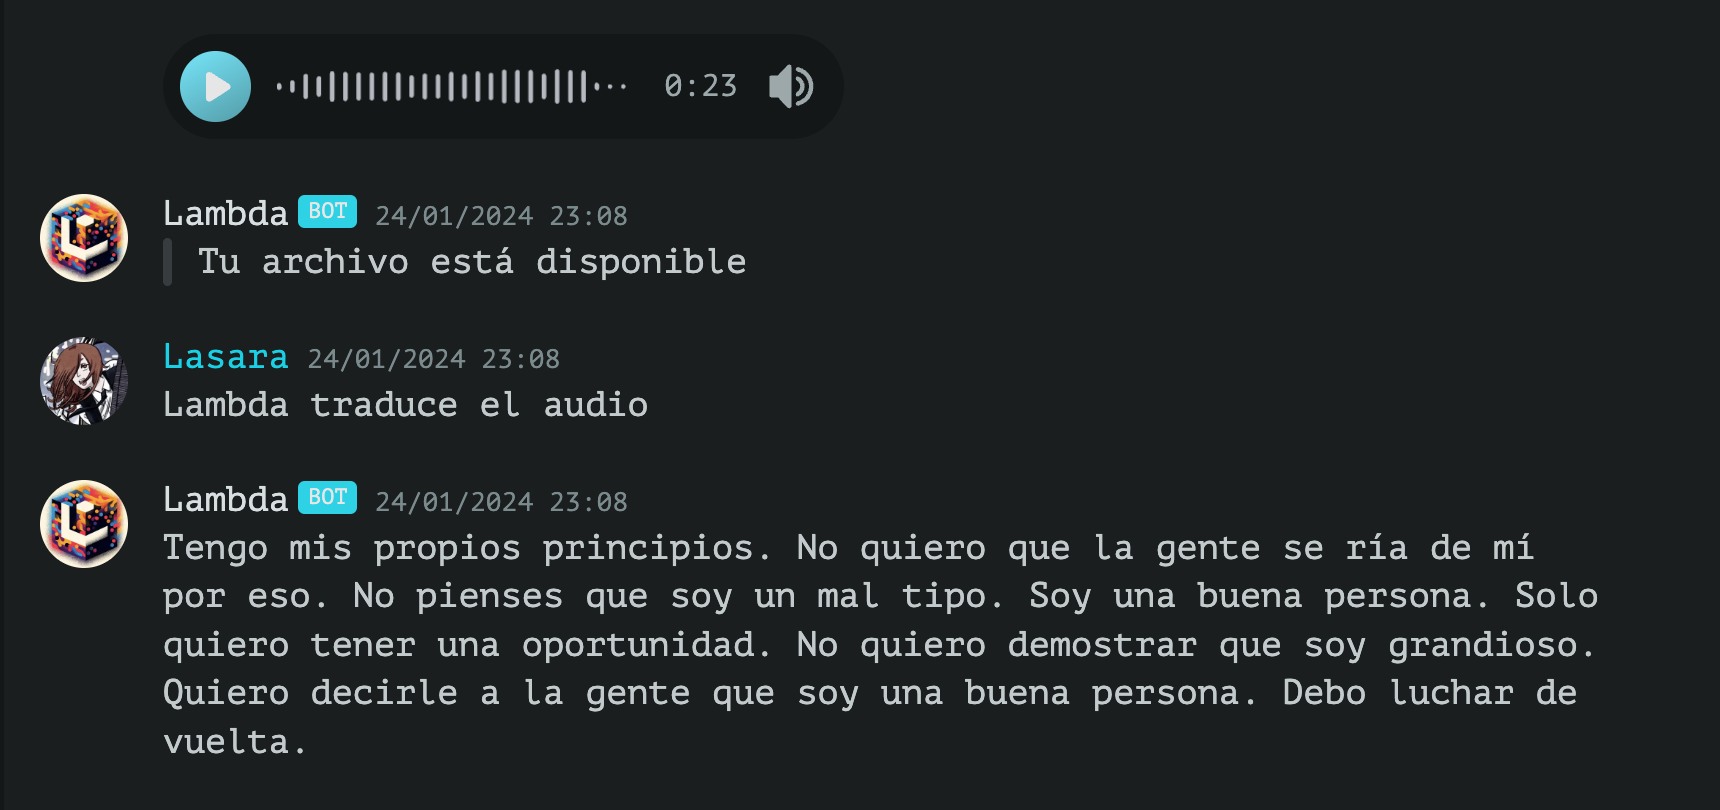 0:23
Lambda BOT 24/01/2024 23:08
Tu archivo está disponible
Lasara 24/01/2024 23:08
Lambda traduce el audio
Lambda BOT 24/01/2024 23:08
Tengo mis propios principios. No quiero que la gente se ría de mí
por eso. No pienses que soy un mal tipo. Soy una buena persona. Solo
quiero tener una oportunidad. No quiero demostrar que soy grandioso.
Quiero decirle a la gente que soy una buena persona. Debo luchar de
vuelta.